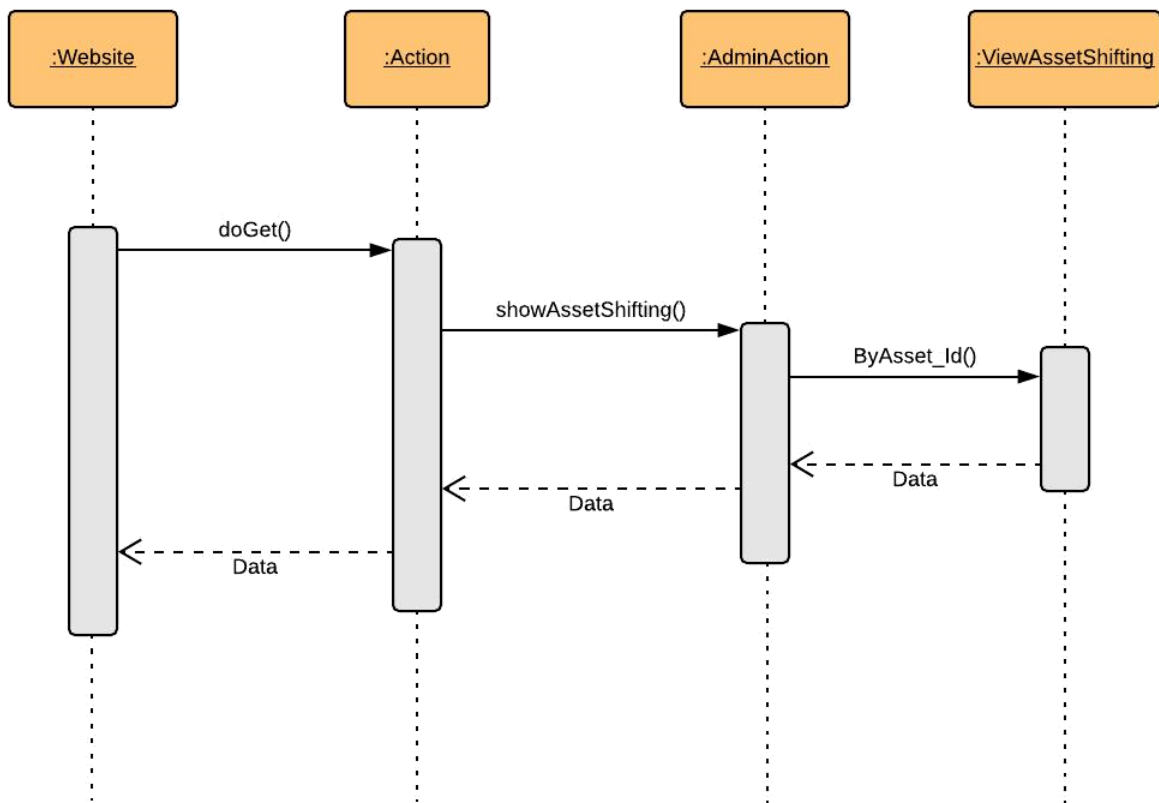 :Website
:Action
:AdminAction
:ViewAssetShifting
doGet()
showAssetShifting()
ByAsset_Id()
Data
Data
Data